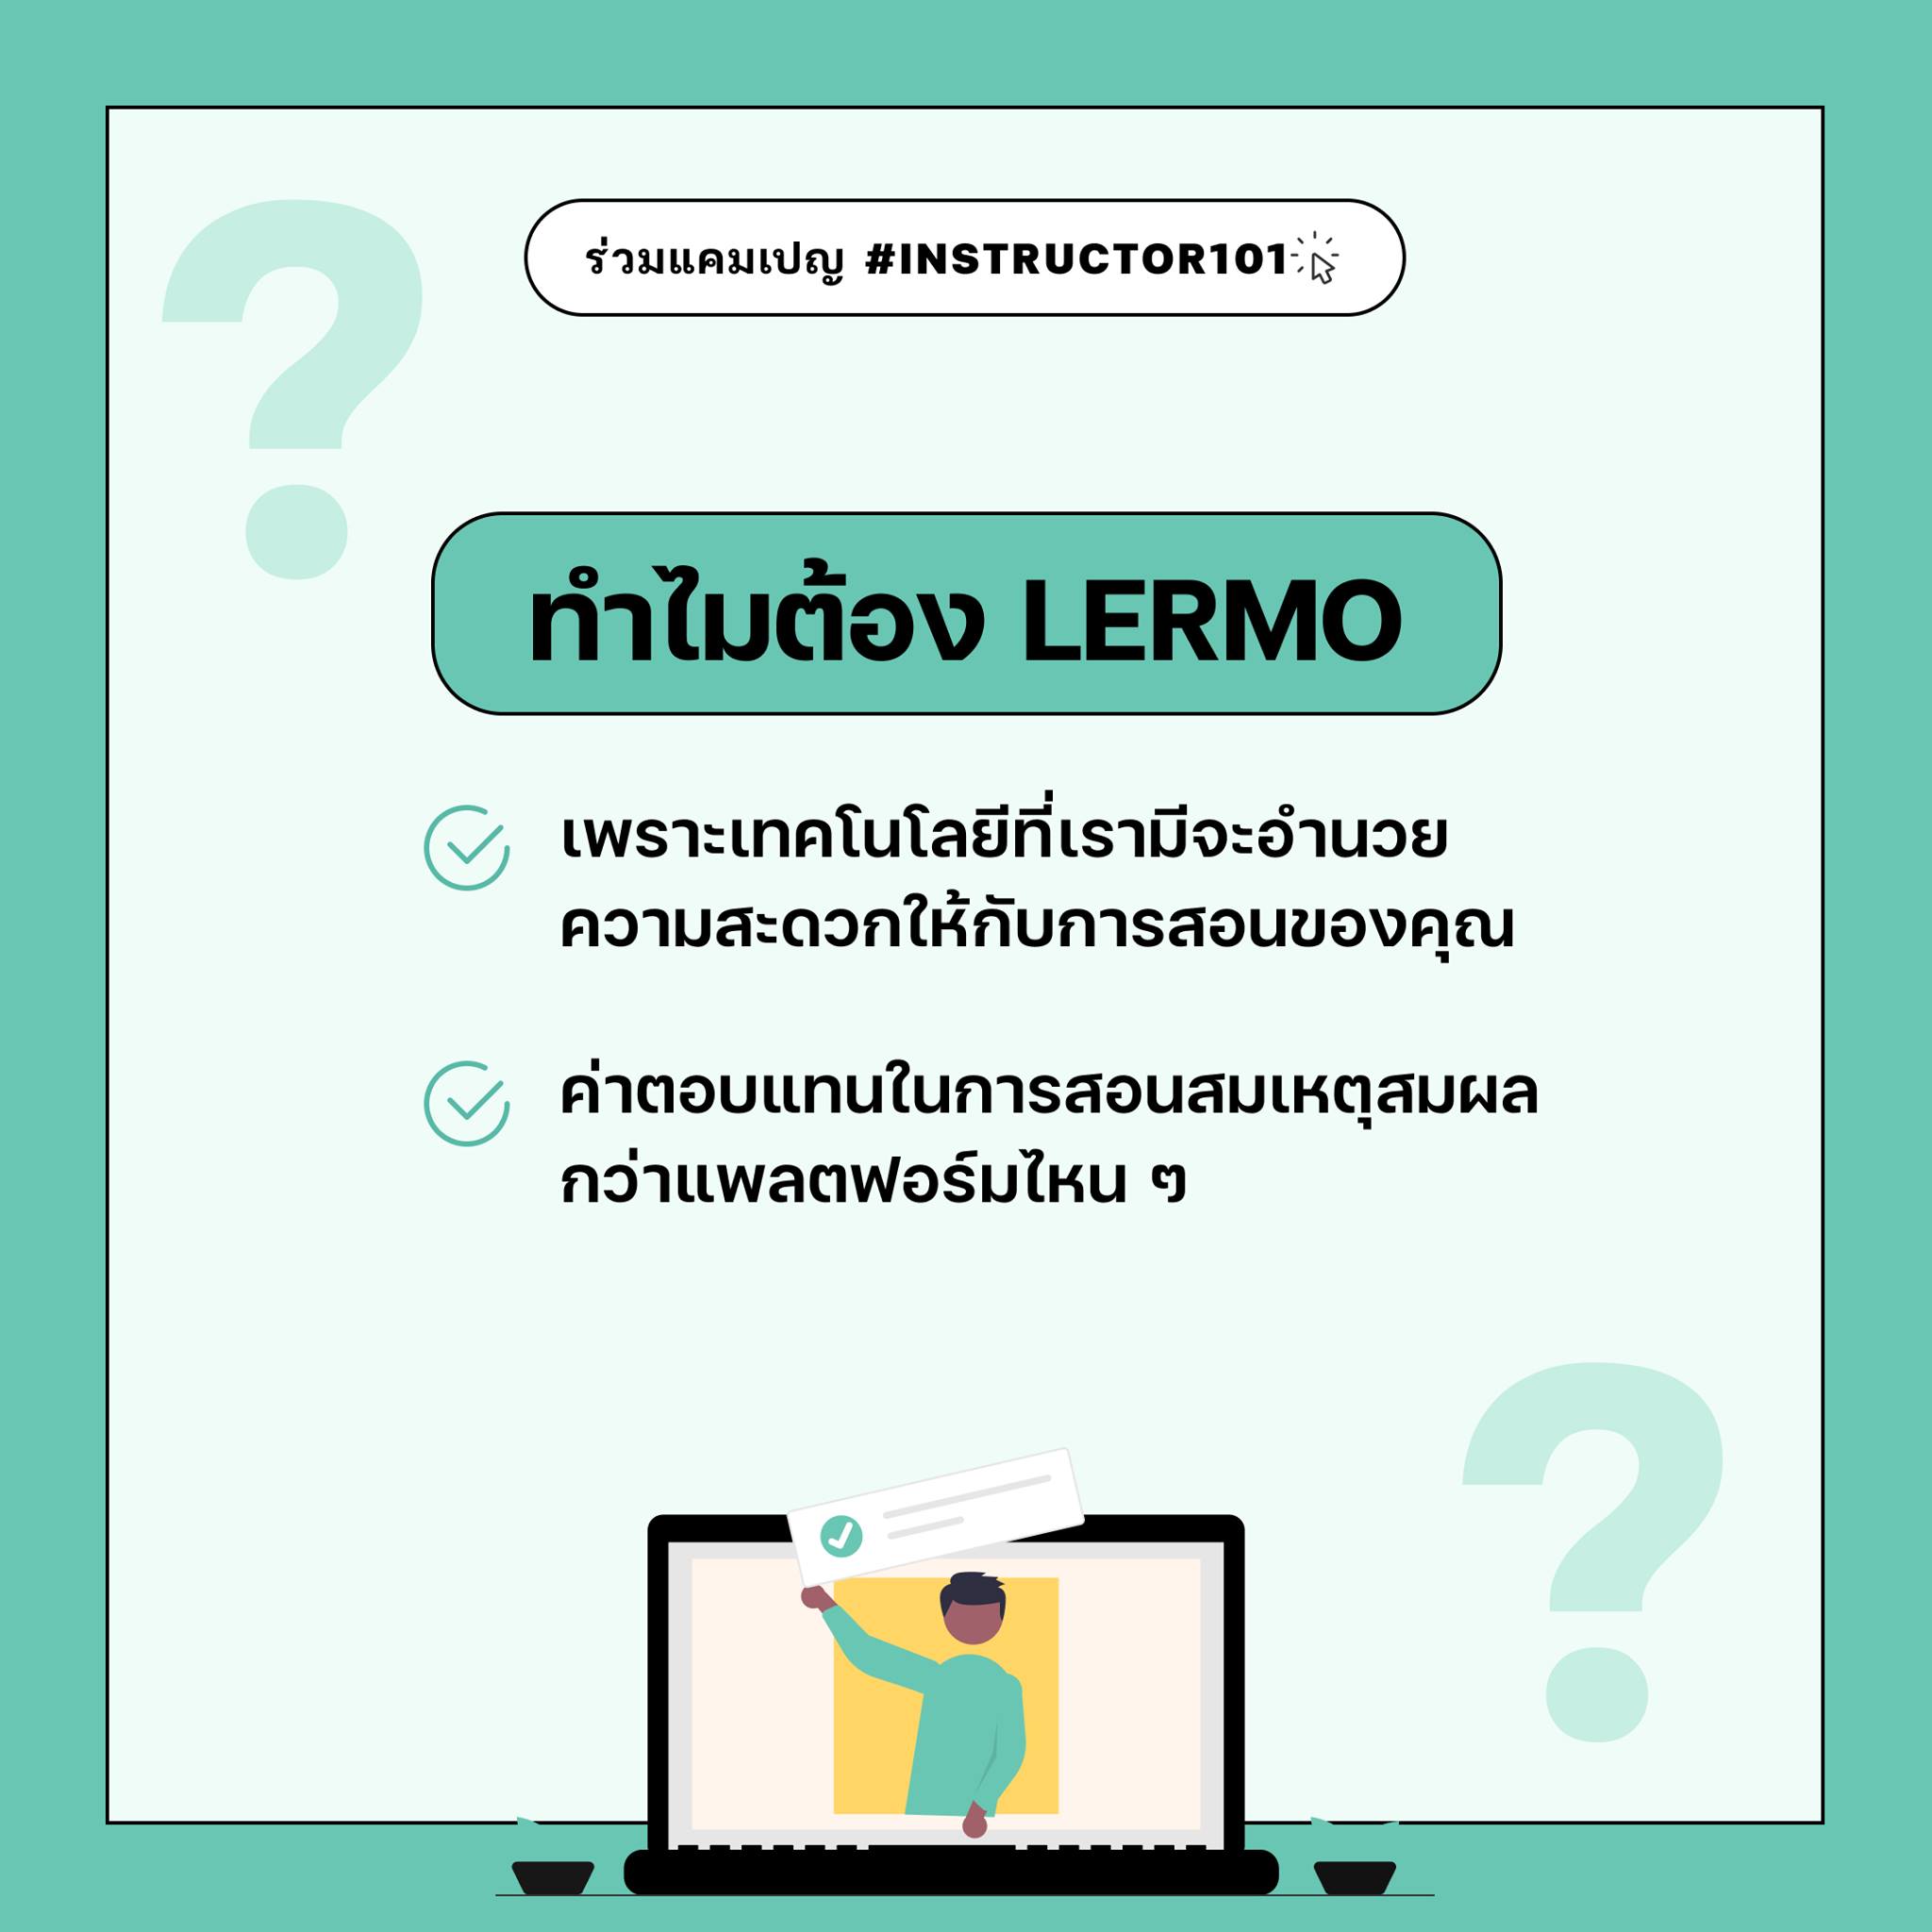 ร่วมแคมเปญ #INSTRUCTOR101
ทำไมต้อง LERMO
เพราะเทคโนโลยีที่เรามีจะอำนวย
ความสะดวกให้กับการสอนของคุณ
ค่าตอบแทนในการสอนสมเหตุสมผล
กว่าแพลตฟอร์มไหน ๆ